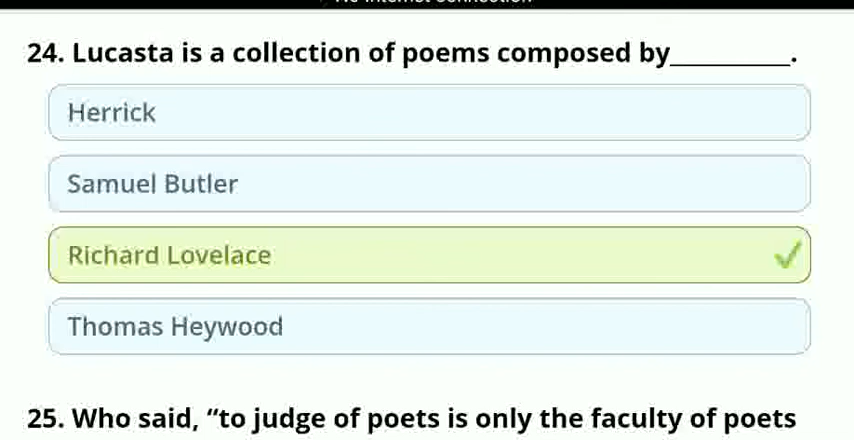 24. Lucasta is a collection of poems composed by_________.
Herrick
Samuel Butler
Richard Lovelace
Thomas Heywood
25. Who said, “to judge of poets is only the faculty of poets